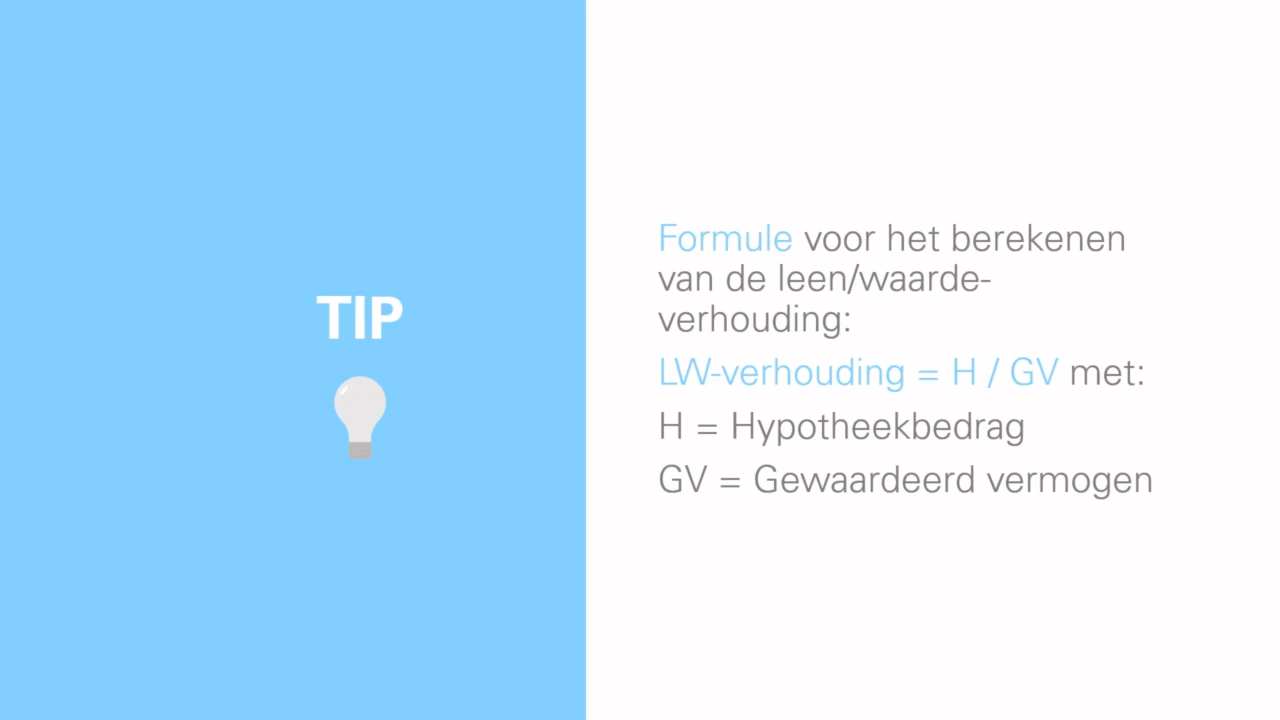 TIP
Formule voor het berekenen
van de leen/waarde-
verhouding:
LW-verhouding = H / GV met:
H = Hypotheekbedrag
GV = Gewaardeerd vermogen